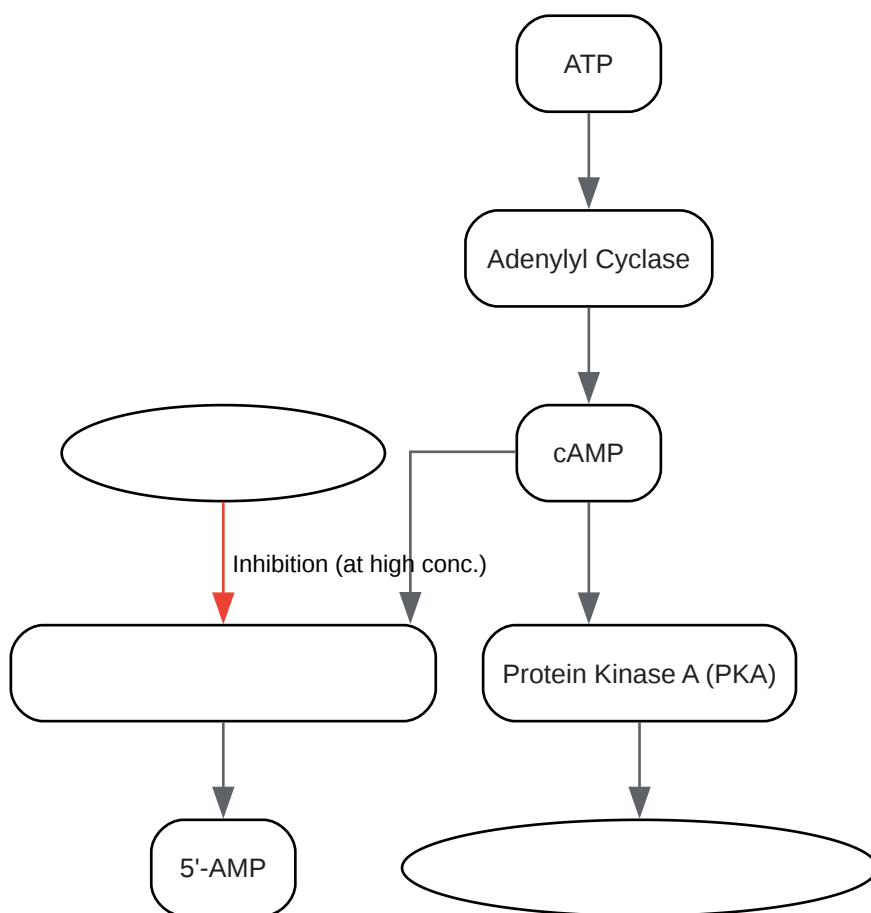 ATP
Adenylyl Cyclase
cAMP
Inhibition (at high conc.)
Protein Kinase A (PKA)
5'-AMP